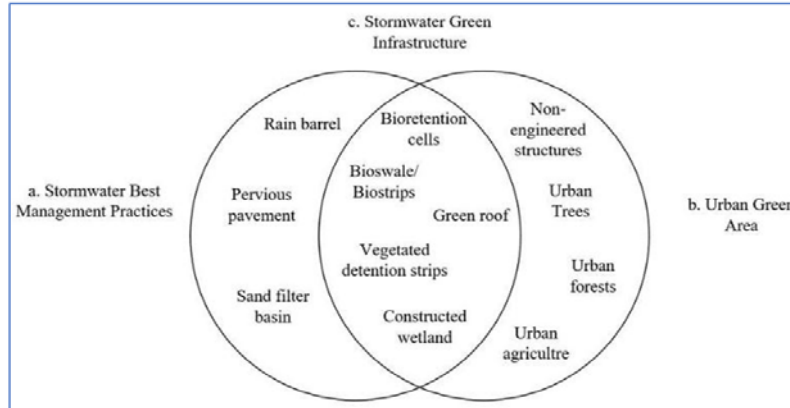 c. Stormwater Green
Infrastructure
Rain barrel
Bioretention
cells
Non-
engineered
structures
Bioswale/
Biostrips
a. Stormwater Best
Management Practices
Pervious
pavement
Urban
Trees
b. Urban Green
Area
Green roof
Vegetated
detention strips
Urban
forests
Sand filter
basin
Constructed
wetland
Urban
agricultre